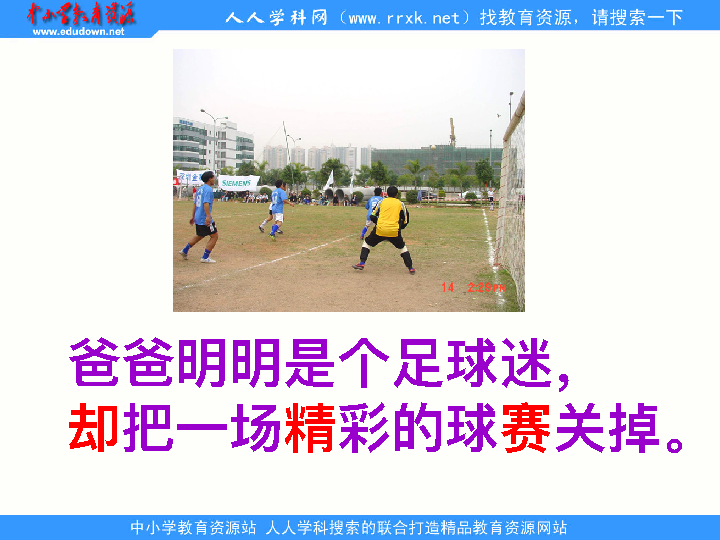 中小学教育资源
www.edudown.net
人人学科网（www.rrxk.net）找教育资源，请搜索一下
SIEMENS
14 2:29PM
爸爸明明是个足球迷，
却把一场精彩的球赛关掉。
中小学教育资源站 人人学科搜索的联合打造精品教育资源网站